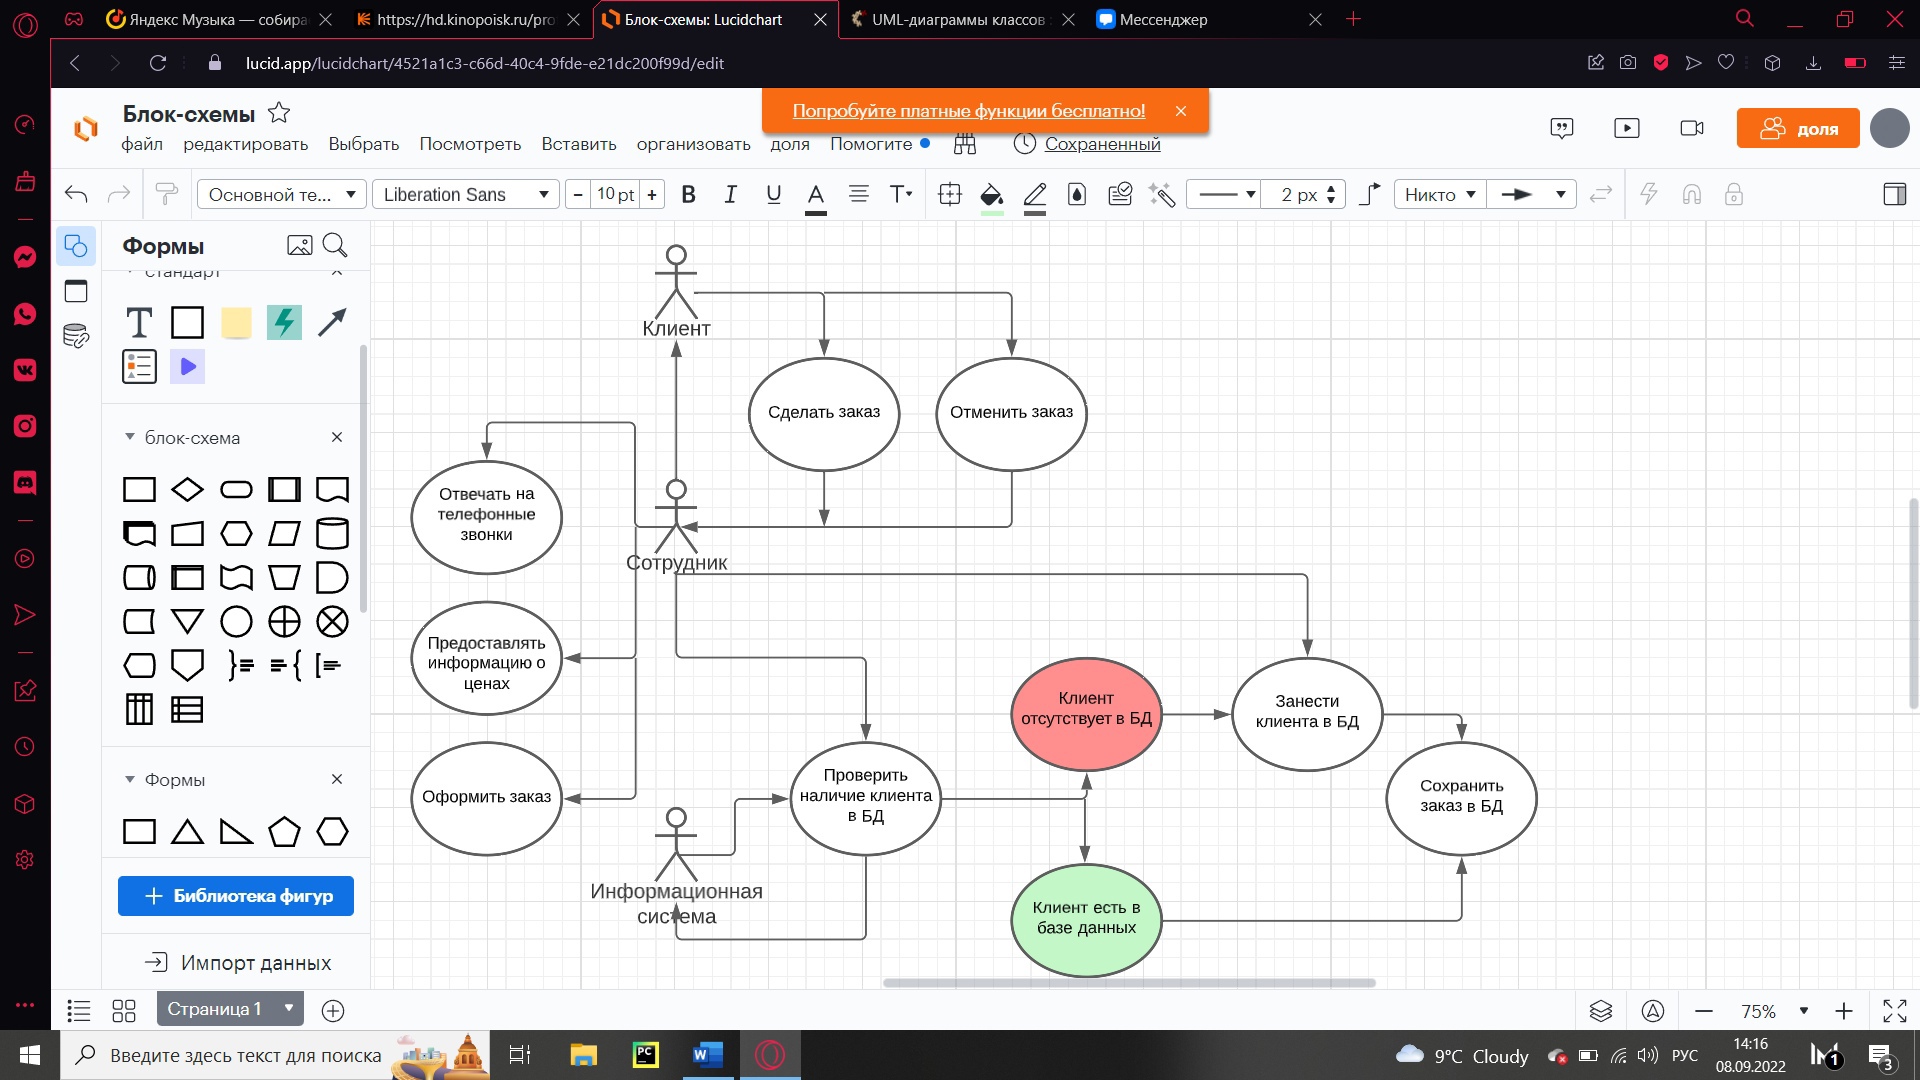 Яндекс Музыка — собира
https://hd.kinopoisk.ru/pro
Блок-схемы: Lucidchart
UML-диаграммы классов
Мессенджер
lucid.app/lucidchart/4521a1c3-c66d-40c4-9fde-e21dc200f99d/edit
Блок-схемы
Попробуйте платные функции бесплатно!
файл редактировать Выбрать Посмотреть Вставить организовать доля Помогите Сохраненный
доля
Основной те... Liberation Sans 10 pt 2 px Никто
Формы
стандарт
блок-схема
Формы
Библиотека фигур
Импорт данных
Клиент
Сделать заказ
Отменить заказ
Отвечать на
телефонные
звонки
Сотрудник
Предоставлять
информацию о
ценах
Оформить заказ
Информационная
система
Проверить
наличие клиента
в БД
Клиент
отсутствует в БД
Занести
клиента в БД
Сохранить
заказ в БД
Клиент есть в
базе данных
Страница 1
75%
Введите здесь текст для поиска
PC
W
9°C Cloudy
РУС
14:16
08.09.2022
1
3